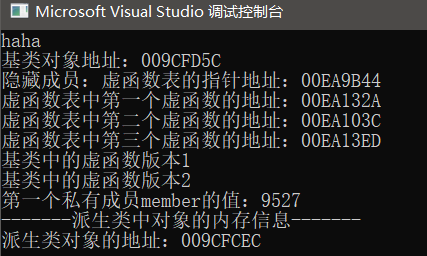 Microsoft Visual Studio 调试控制台
haha
基类对象地址：009CFD5C
隐藏成员：虚函数表的指针地址：00EA9B44
虚函数表中第一个虚函数的地址：00EA132A
虚函数表中第二个虚函数的地址：00EA103C
虚函数表中第三个虚函数的地址：00EA13ED
基类中的虚函数版本1
基类中的虚函数版本2
第一个私有成员member的值：9527
-------派生类中对象的内存信息-------
派生类对象的地址：009CFCEC